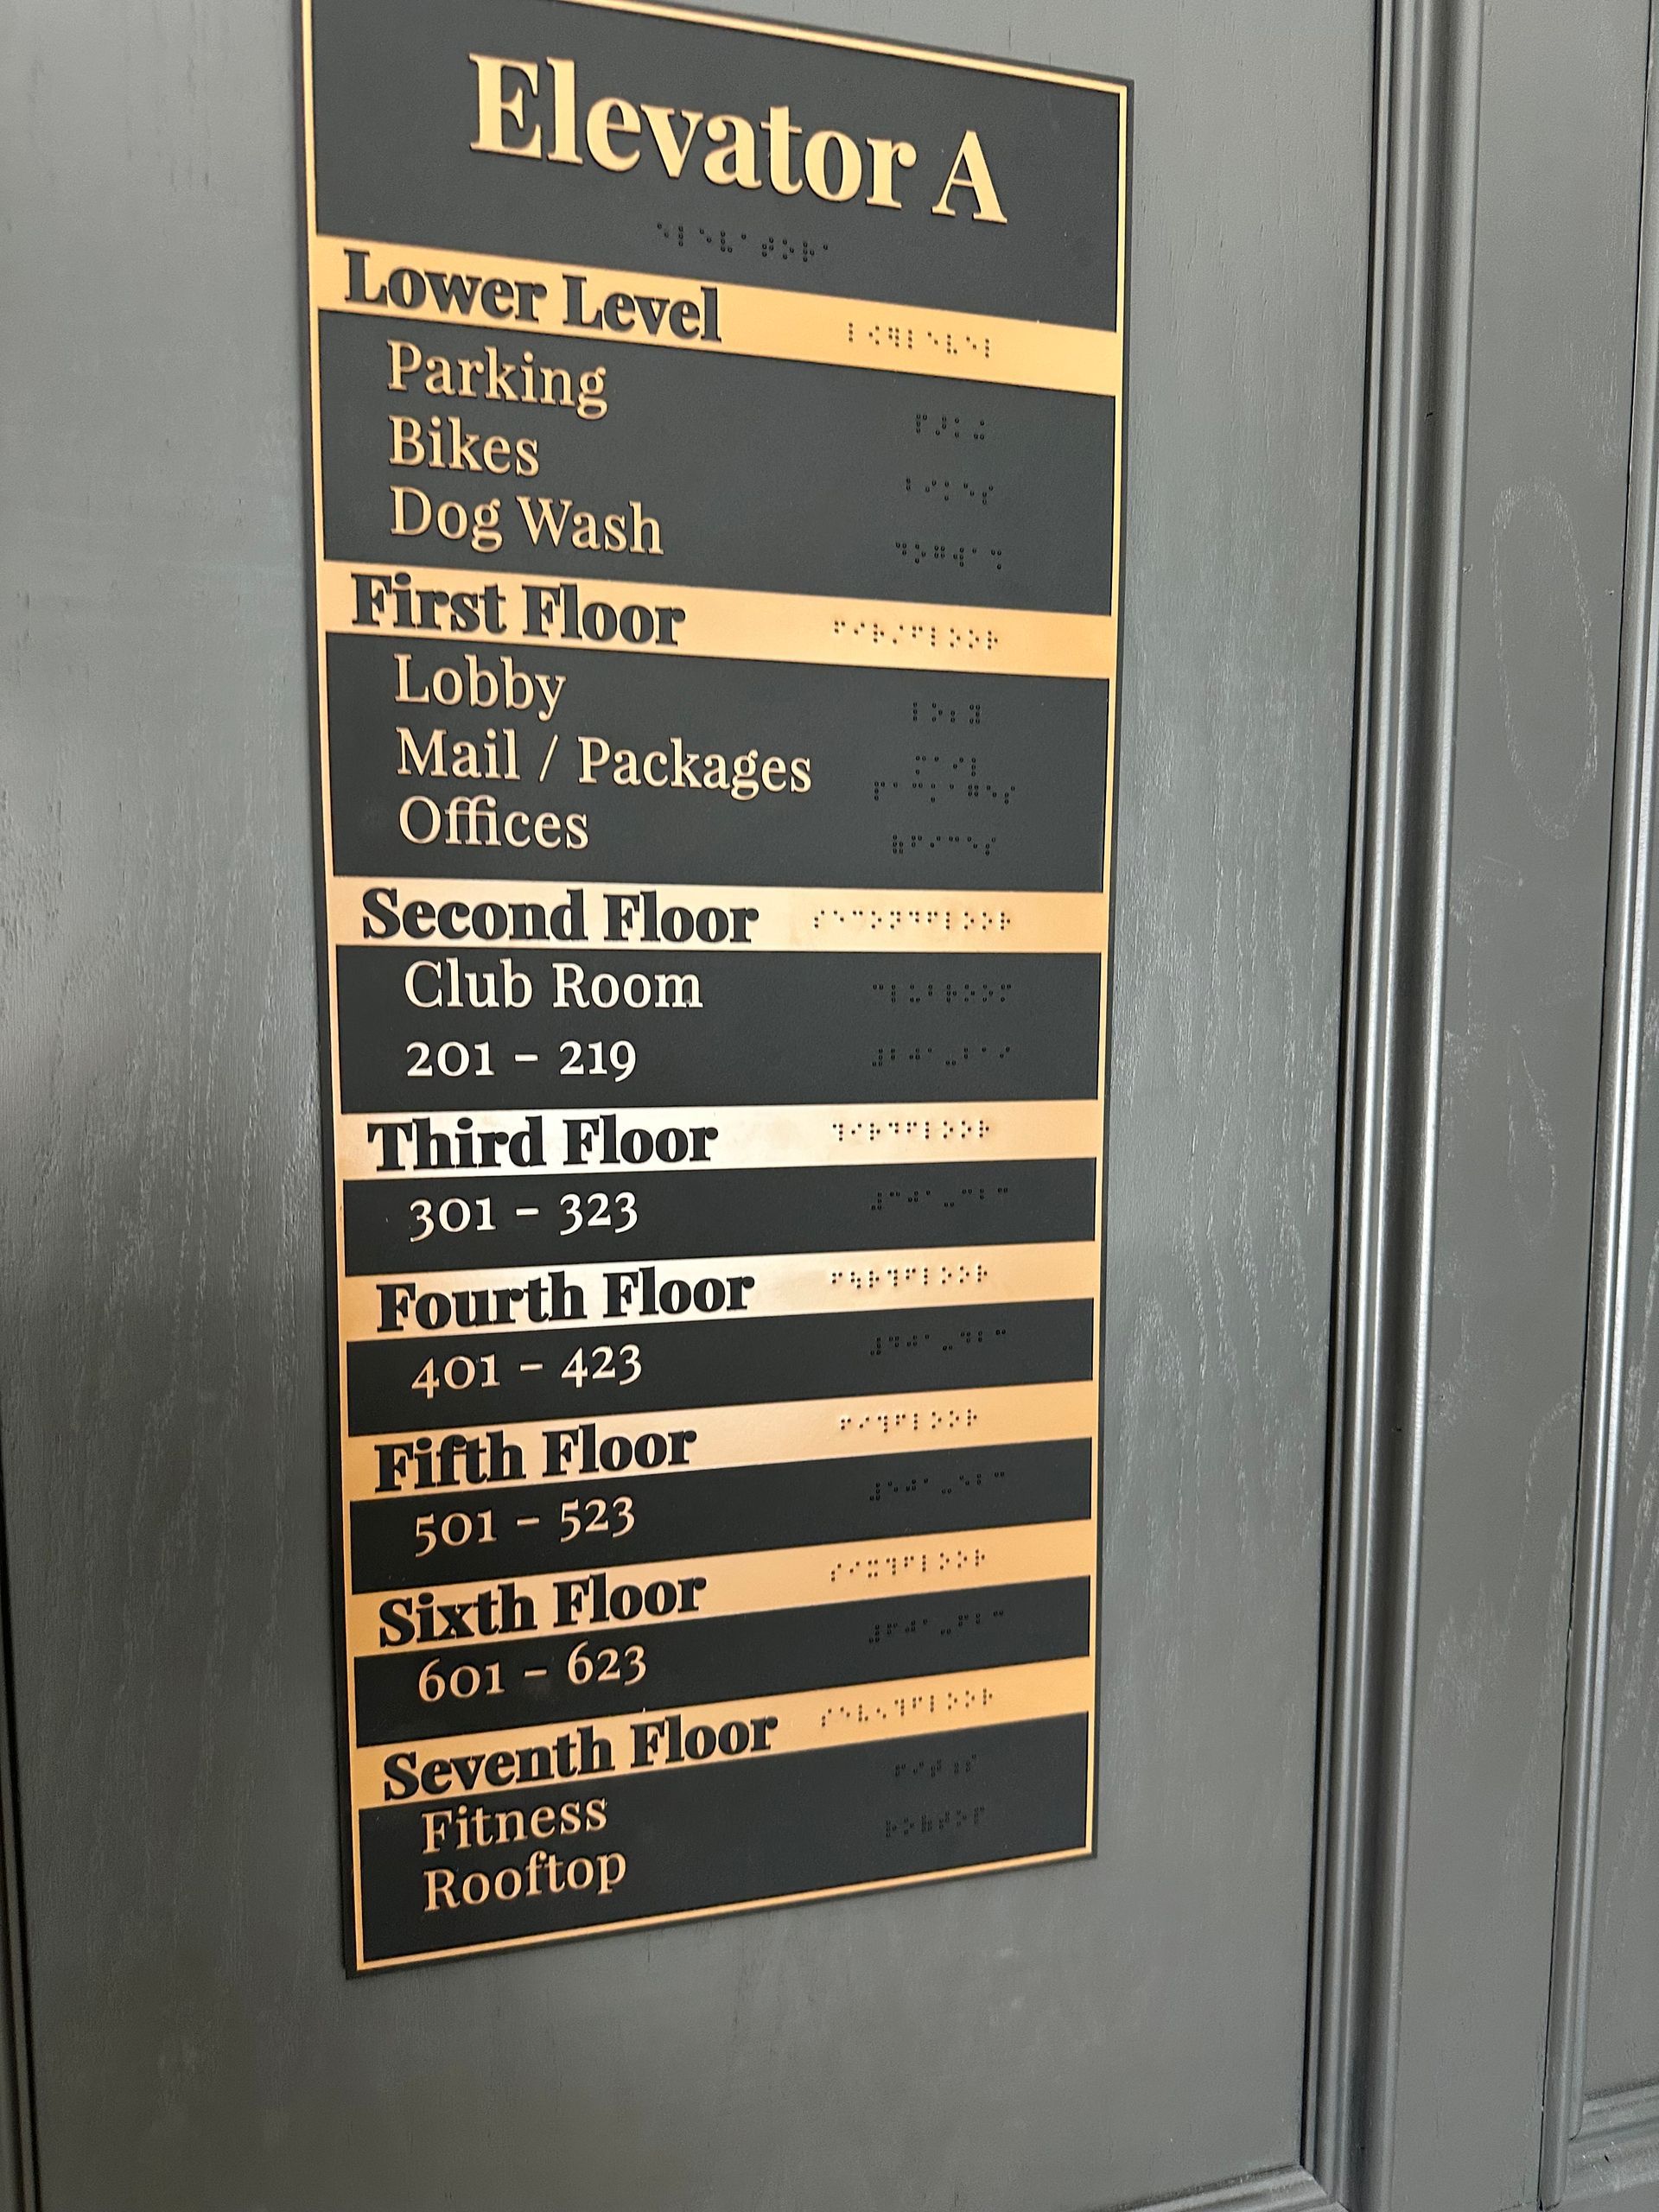 Elevator A
Lower Level
Parking
Bikes
Dog Wash
First Floor
Lobby
Mail / Packages
Offices
Second Floor
Club Room
201 – 219
Third Floor
301 – 323
Fourth Floor
401 – 423
Fifth Floor
501 – 523
Sixth Floor
601 – 623
Seventh Floor
Fitness
Rooftop